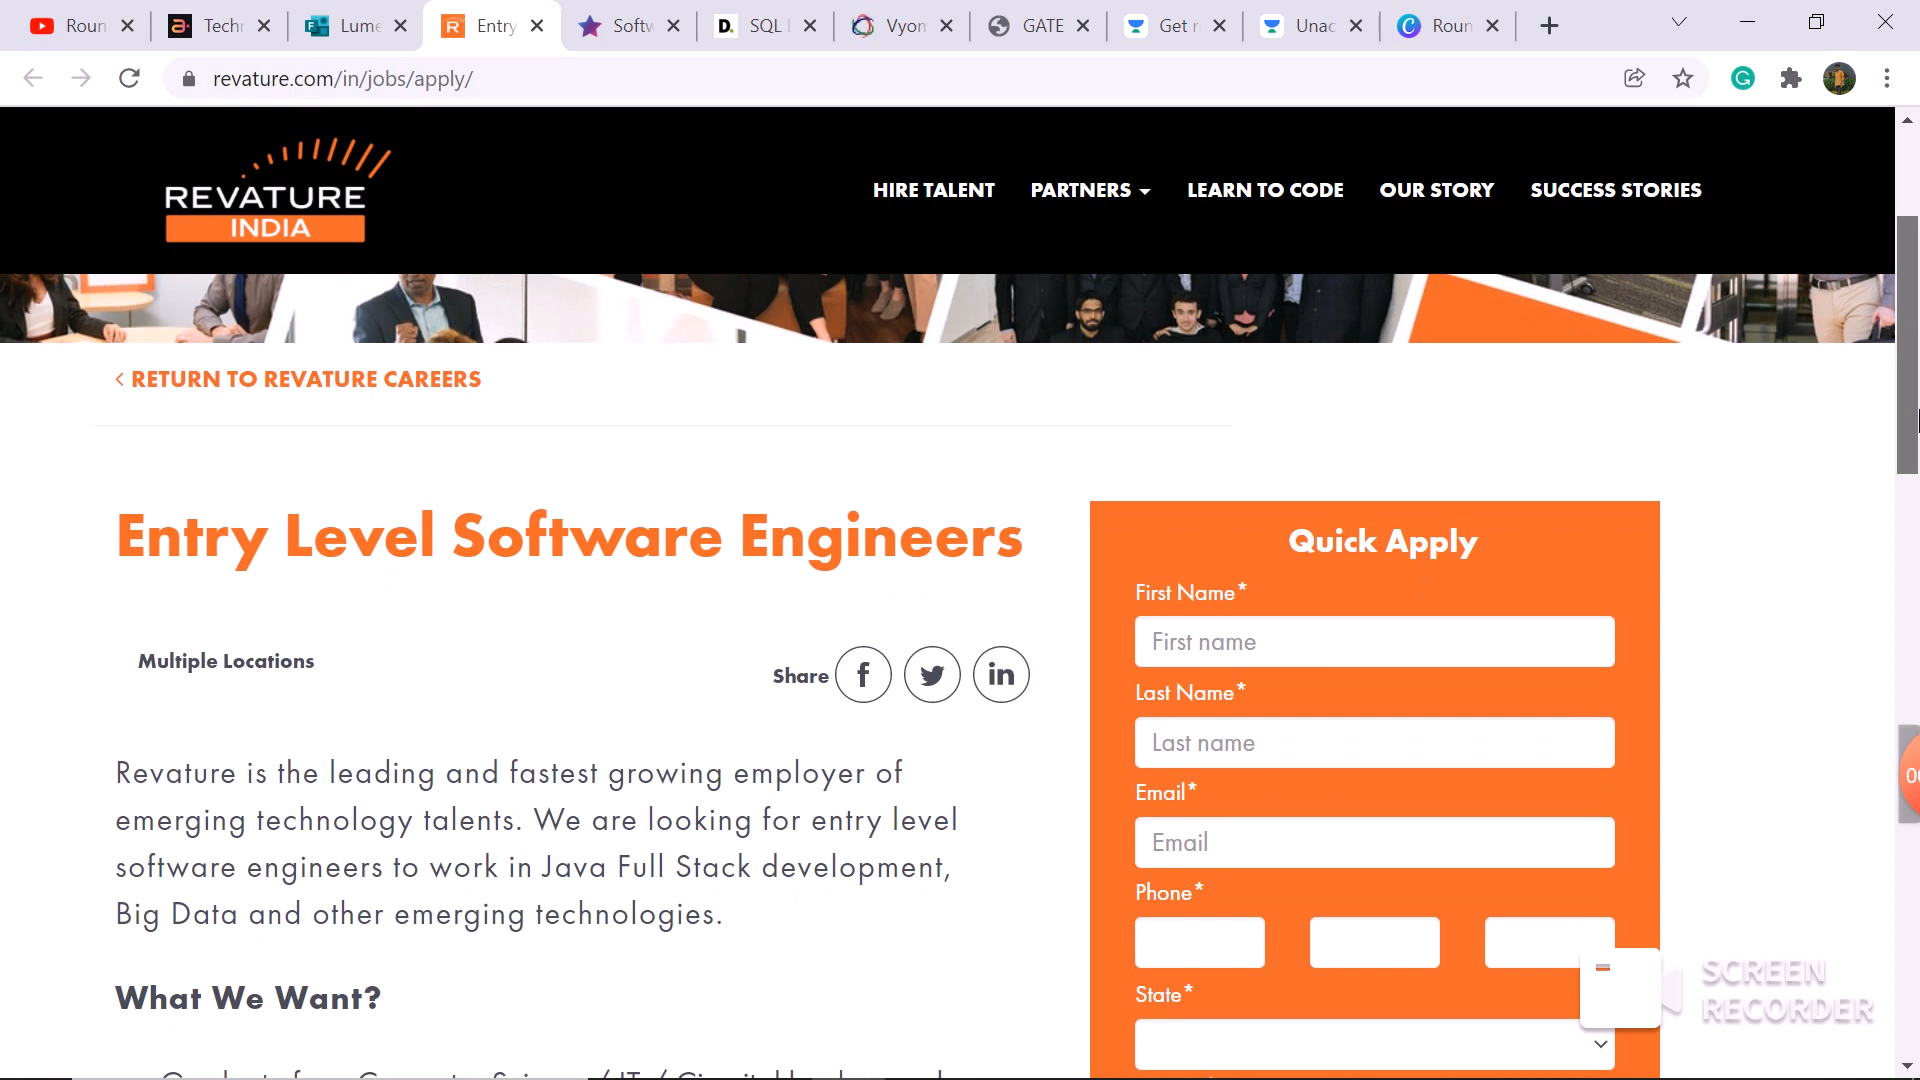 Roun
Techr
Lume
Entry
Softw
SQL
Vyon
GATE
Get r
Unac
Roun
revature.com/in/jobs/apply/
REVATURE
INDIA
HIRE TALENT
PARTNERS
LEARN TO CODE
OUR STORY
SUCCESS STORIES
< RETURN TO REVATURE CAREERS
Entry Level Software Engineers
Multiple Locations
Share
Revature is the leading and fastest growing employer of
emerging technology talents. We are looking for entry level
software engineers to work in Java Full Stack development,
Big Data and other emerging technologies.
What We Want?
Quick Apply
First Name*
First name
Last Name*
Last name
Email*
Email
Phone*
State*
SCREEN
RECORDER